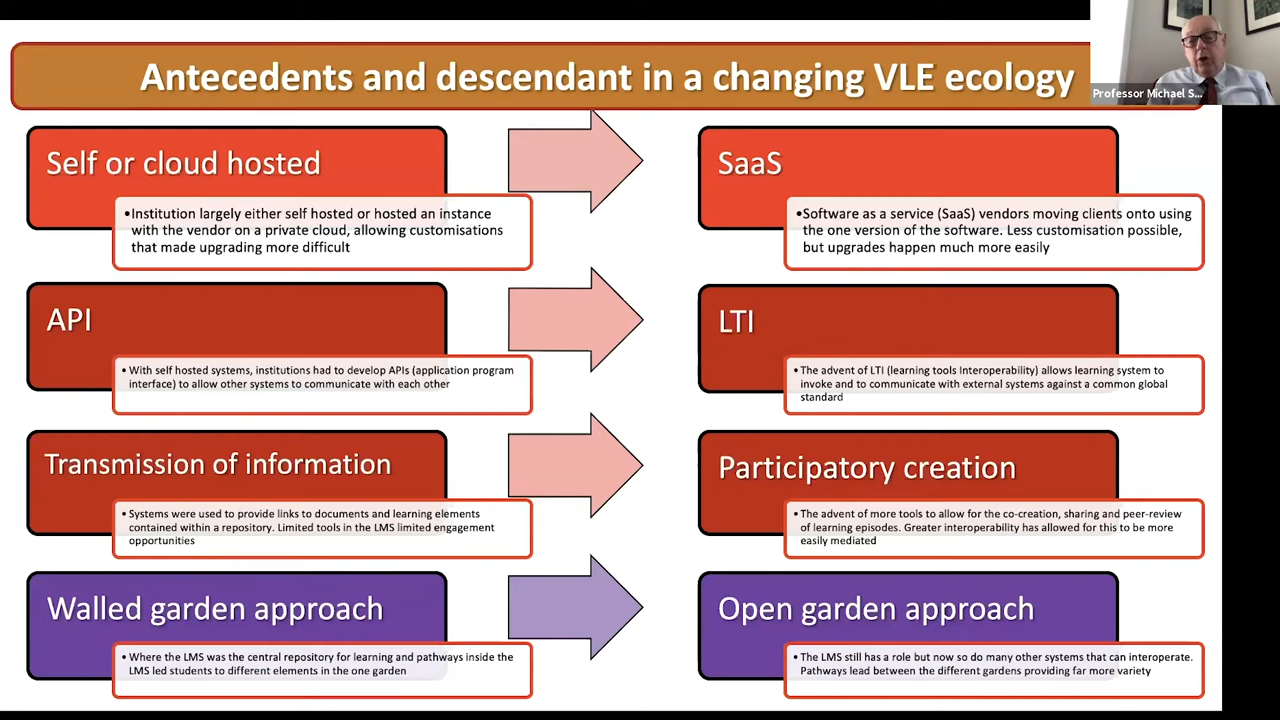 Antecedents and descendant in a changing VLE ecology
Professor Michael S...
Self or cloud hosted
•Institution largely either self hosted or hosted an instance
with the vendor on a private cloud, allowing customisations
that made upgrading more difficult
SaaS
•Software as a service (SaaS) vendors moving clients onto using
the one version of the software. Less customisation possible,
but upgrades happen much more easily
API
• With self hosted systems, institutions had to develop APIs (application program
interface) to allow other systems to communicate with each other
LTI
• The advent of LTI (learning tools Interoperability) allows learning system to
invoke and to communicate with external systems against a common global
standard
Transmission of information
• Systems were used to provide links to documents and learning elements
contained within a repository. Limited tools in the LMS limited engagement
opportunities
Participatory creation
• The advent of more tools to allow for the co-creation, sharing and peer-review
of learning episodes. Greater interoperability has allowed for this to be more
easily mediated
Walled garden approach
• Where the LMS was the central repository for learning and pathways inside the
LMS led students to different elements in the one garden
Open garden approach
• The LMS still has a role but now so do many other systems that can interoperate.
Pathways lead between the different gardens providing far more variety